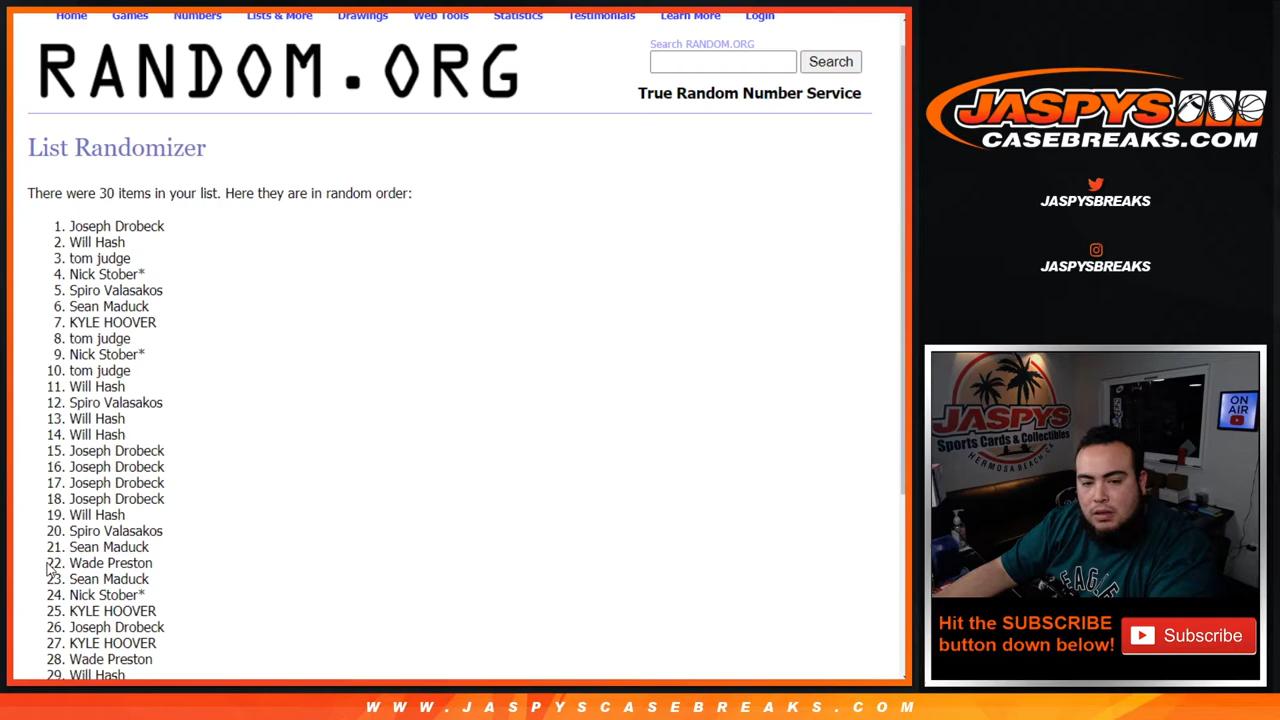 Home Games Numbers Lists & More Drawings Web Tools Statistics Testimonials Learn More Login
RANDOM.ORG
Search RANDOM.ORG
Search
True Random Number Service
List Randomizer
There were 30 items in your list. Here they are in random order:
1. Joseph Drobeck
2. Will Hash
3. tom judge
4. Nick Stober*
5. Spiro Valasakos
6. Sean Maduck
7. KYLE HOOVER
8. tom judge
9. Nick Stober*
10. tom judge
11. Will Hash
12. Spiro Valasakos
13. Will Hash
14. Will Hash
15. Joseph Drobeck
16. Joseph Drobeck
17. Joseph Drobeck
18. Joseph Drobeck
19. Will Hash
20. Spiro Valasakos
21. Sean Maduck
22. Wade Preston
23. Sean Maduck
24. Nick Stober*
25. KYLE HOOVER
26. Joseph Drobeck
27. KYLE HOOVER
28. Wade Preston
29. Will Hash
JASPYS
CASEBREAKS.COM
JASPYSBREAKS
JASPYSBREAKS
JASPYS
Sports Cards & Collectibles
HERMOSA BEACH, CA
ON
AIR
EAGLE
Hit the SUBSCRIBE
button down below!
Subscribe
WWW.JASPYSCASEBREAKS.COM